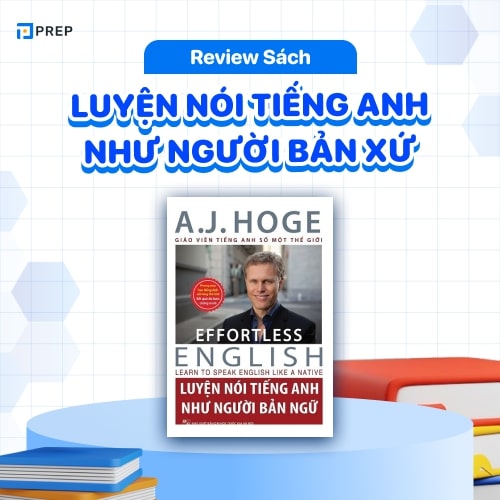 PREP
Review Sách
LUYỆN NÓI TIẾNG ANH
NHƯ NGƯỜI BẢN XỨ
A.J. HOGE
GIÁO VIÊN TIẾNG ANH SỐ MỘT THẾ GIỚI
EFFORTLESS
ENGLISH
LEARN TO SPEAK ENGLISH LIKE A NATIVE
LUYỆN NÓI TIẾNG ANH
NHƯ NGƯỜI BẢN NGỮ